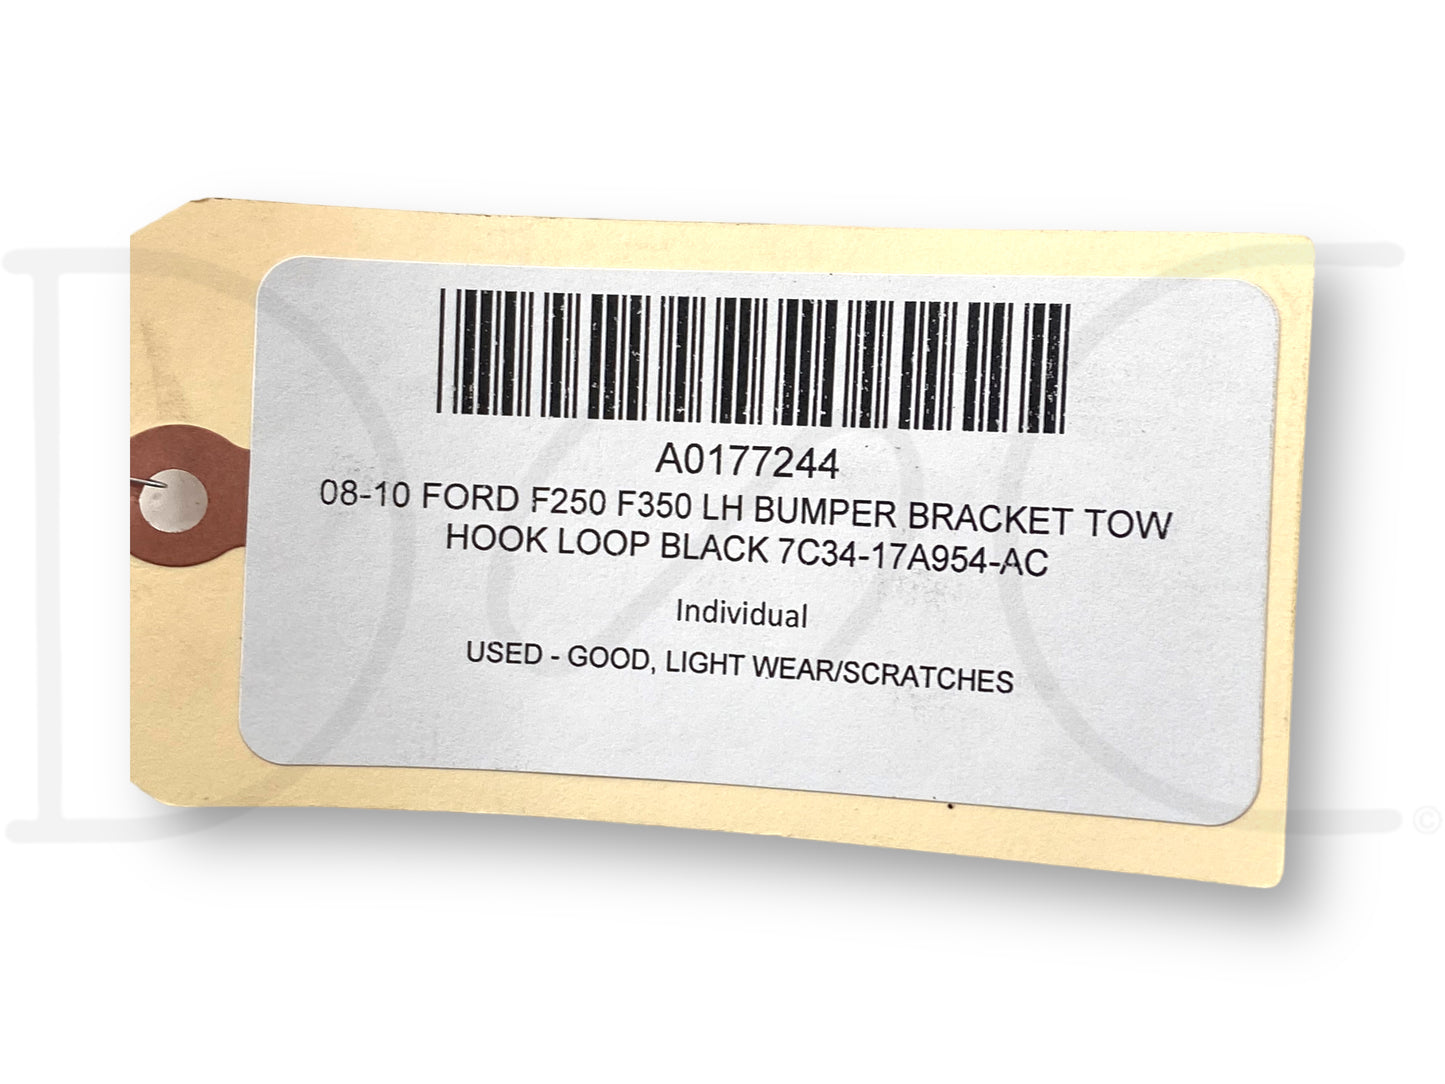 A0177244
08-10 FORD F250 F350 LH BUMPER BRACKET TOW
HOOK LOOP BLACK 7C34-17A954-AC
Individual
USED - GOOD, LIGHT WEAR/SCRATCHES
©